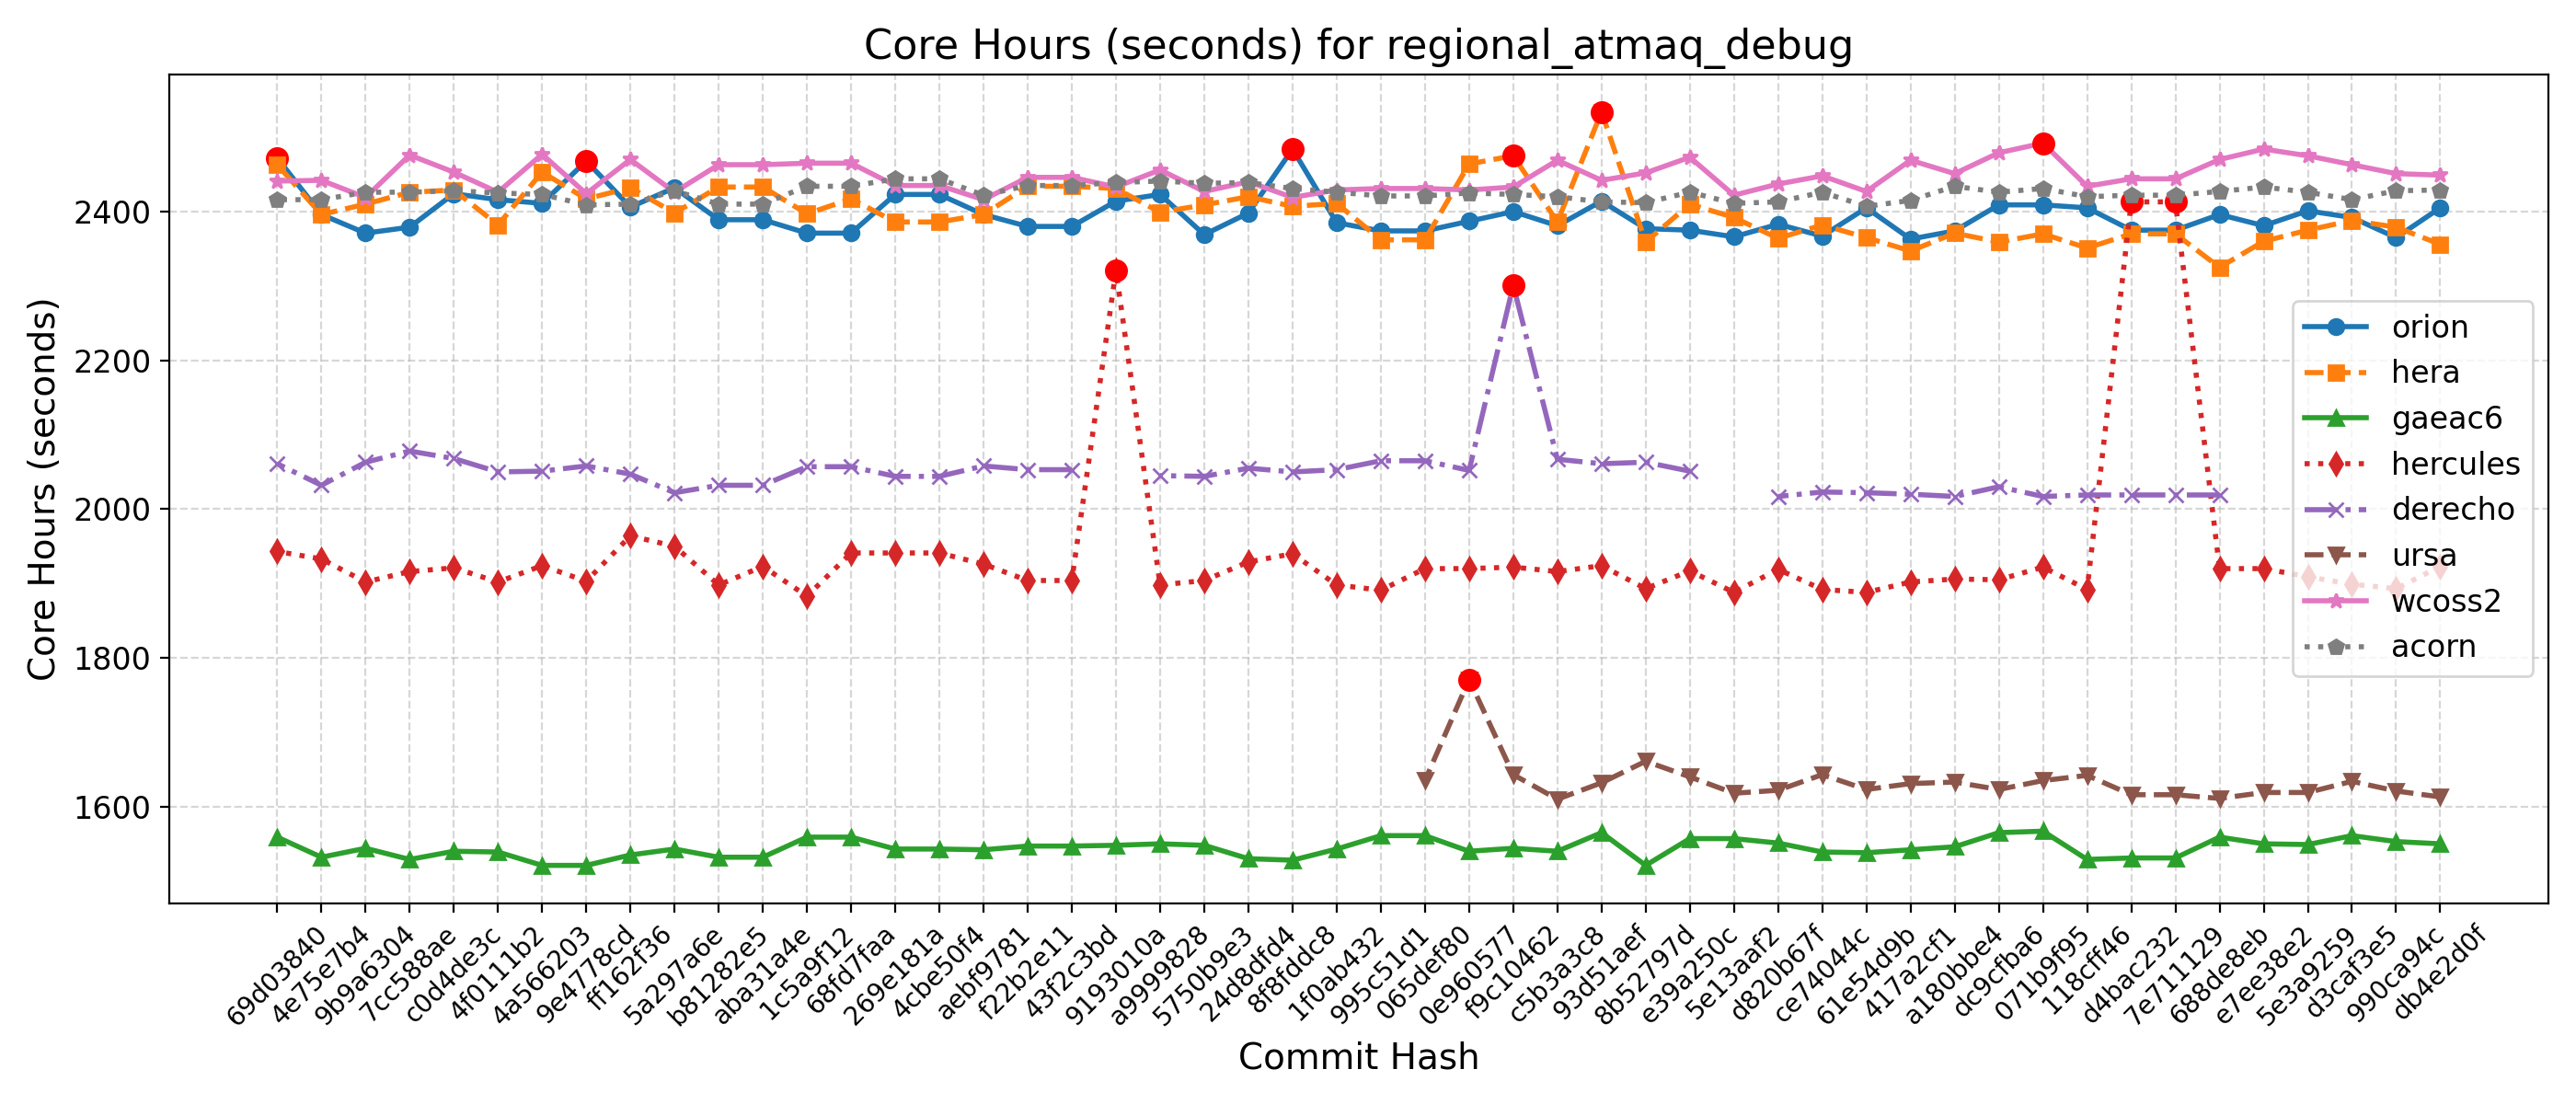 Core Hours (seconds) for regional_atmaq_debug
Core Hours (seconds)
2400
2200
2000
1800
1600
orion
hera
gaeac6
hercules
derecho
ursa
wcoss2
acorn
69d03840
4e75e7b4
9b9a6304
7cc588ae
c0d4de3c
4f0111b2
4a566203
9e4778cd
ff162f36
5a297a6e
b81282e5
aba31a4e
1c5a9f12
68fd7faa
269e181a
4cbe50f4
aebf9781
f22b2e11
43f2c3bd
9193010a
a9999828
5750b9e3
24d8dfd4
8f8fddc8
1f0ab432
995c51d1
065def80
0e960577
f9c10462
c5b3a3c8
93d51aef
8b52797d
e39a250c
5e13aaf2
d820b67f
ce74044c
61e54d9b
417a2cf1
a180bbe4
dc9cfba6
071b9f95
118cff46
d4bac232
7e711129
688de8eb
e7ee38e2
5e3a9259
d3caf3e5
990ca94c
db4e2d0f
Commit Hash